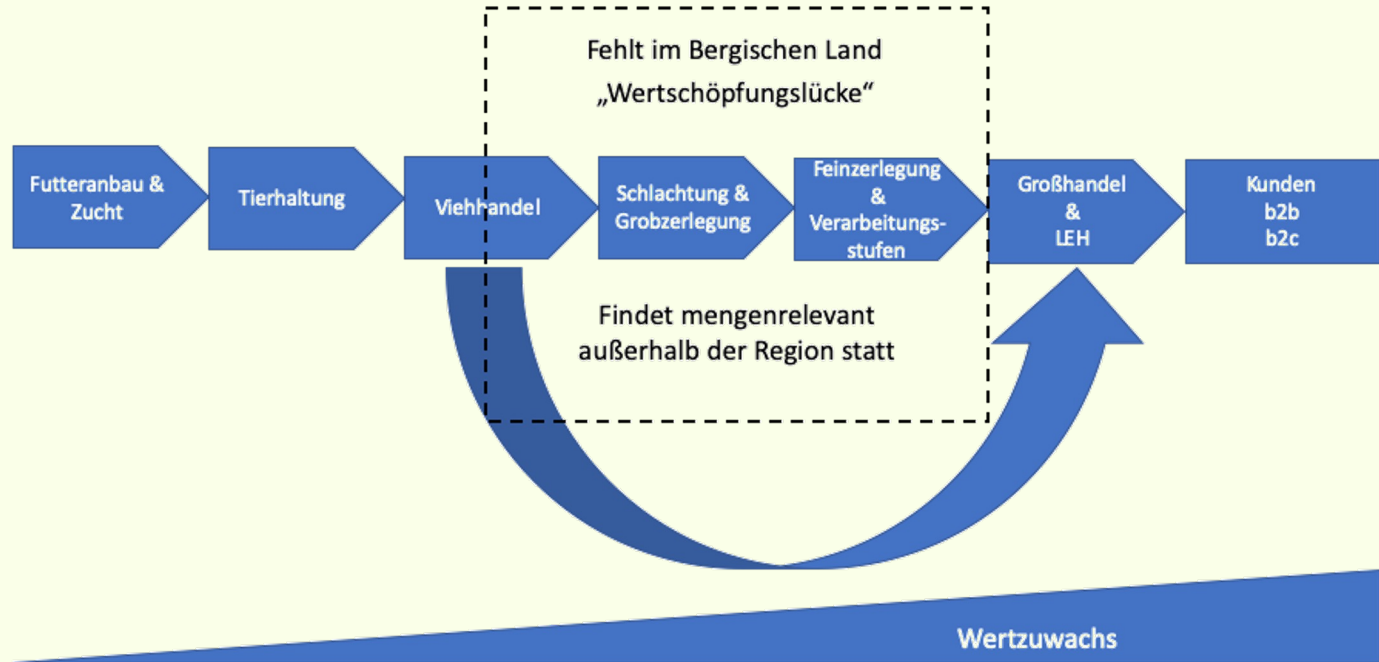 Fehlt im Bergischen Land
„Wertschöpfungslücke“
Futteranbau &
Zucht
Tierhaltung
Viehhandel
Schlachtung &
Grobzerlegung
Feinzerlegung
&
Verarbeitungs-
stufen
Großhandel
&
LEH
Kunden
b2b
b2c
Findet mengenrelevant
außerhalb der Region statt
Wertzuwachs